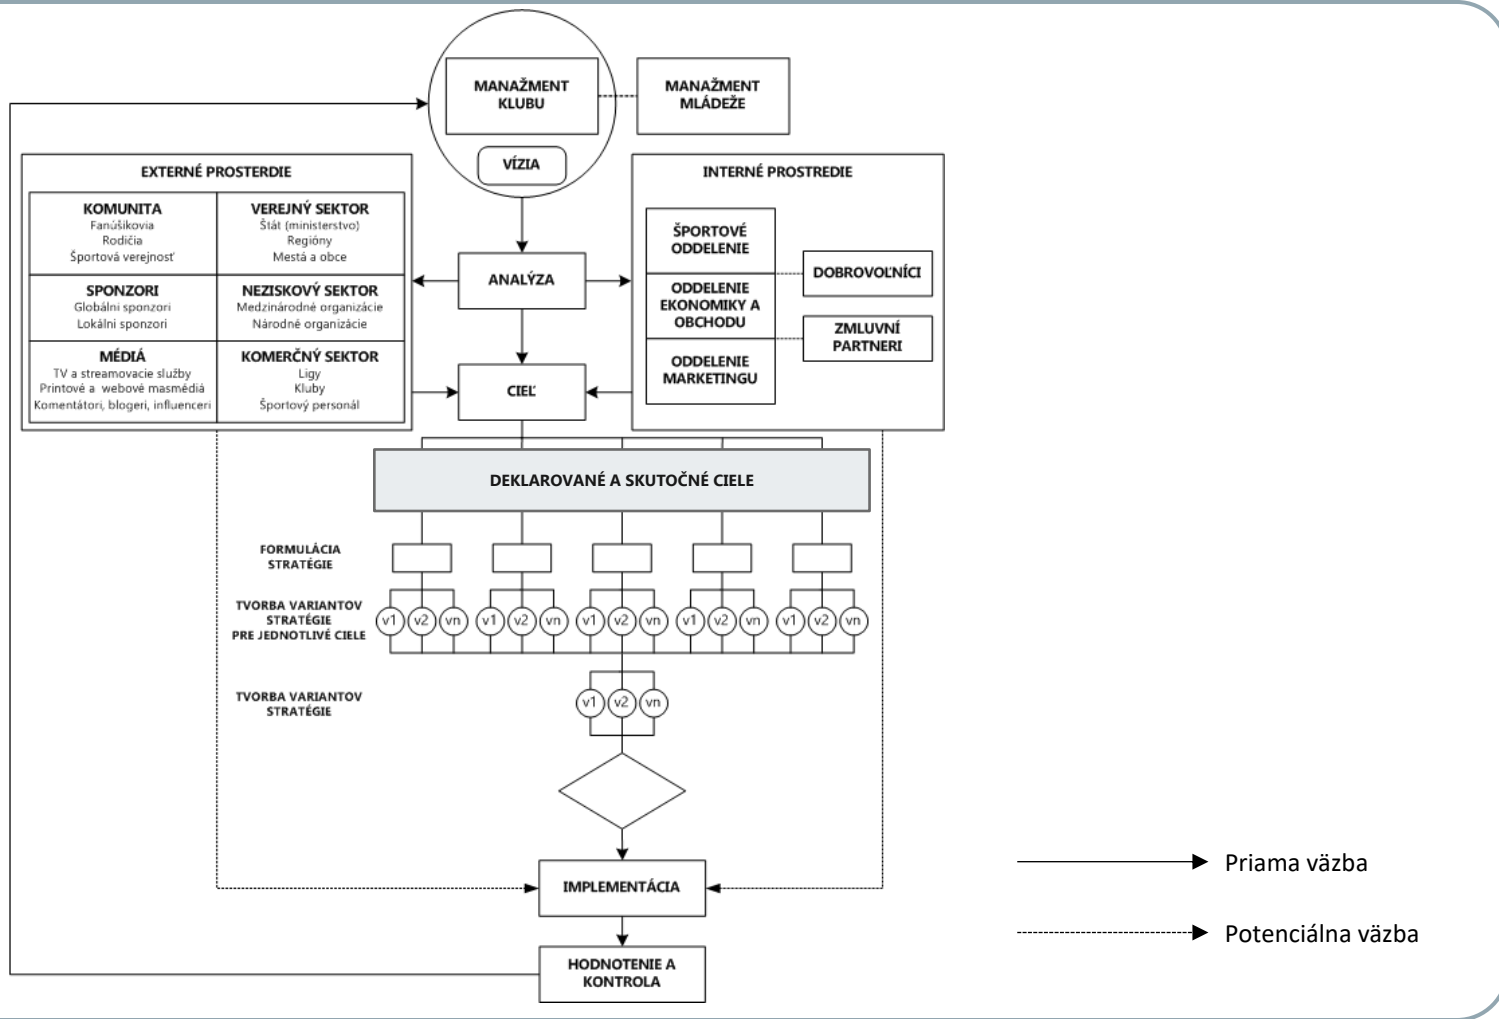 MANAŽMENT
KLUBU
MANAŽMENT
MLÁDEŽE
VÍZIA
EXTERNÉ PROSTERDIE
KOMUNITA
Fanúšikovia
Rodičia
Športová verejnosť
VEREJNÝ SEKTOR
Štát (ministerstvo)
Regióny
Mestá a obce
SPONZORI
Globálni sponzori
Lokálni sponzori
NEZISKOVÝ SEKTOR
Medzinárodné organizácie
Národné organizácie
MÉDIÁ
TV a streamovacie služby
Printové a webové masmédiá
Komentátori, blogeri, influenceri
KOMERČNÝ SEKTOR
Ligy
Kluby
Športový personál
ANALÝZA
CIEĽ
INTERNÉ PROSTREDIE
ŠPORTOVÉ
ODDELENIE
ODDELENIE
EKONOMIKY A
OBCHODU
ODDELENIE
MARKETINGU
DOBROVOĽNÍCI
ZMLUVNÍ
PARTNERI
DEKLAROVANÉ A SKUTOČNÉ CIELE
FORMULÁCIA
STRATÉGIE
TVORBA VARIANTOV
STRATÉGIE
PRE JEDNOTLIVÉ CIELE
v1 v2 vn v1 v2 vn v1 v2 vn v1 v2 vn v1 v2 vn
TVORBA VARIANTOV
STRATÉGIE
v1 v2 vn
IMPLEMENTÁCIA
HODNOTENIE A
KONTROLA
Priama väzba
Potenciálna väzba